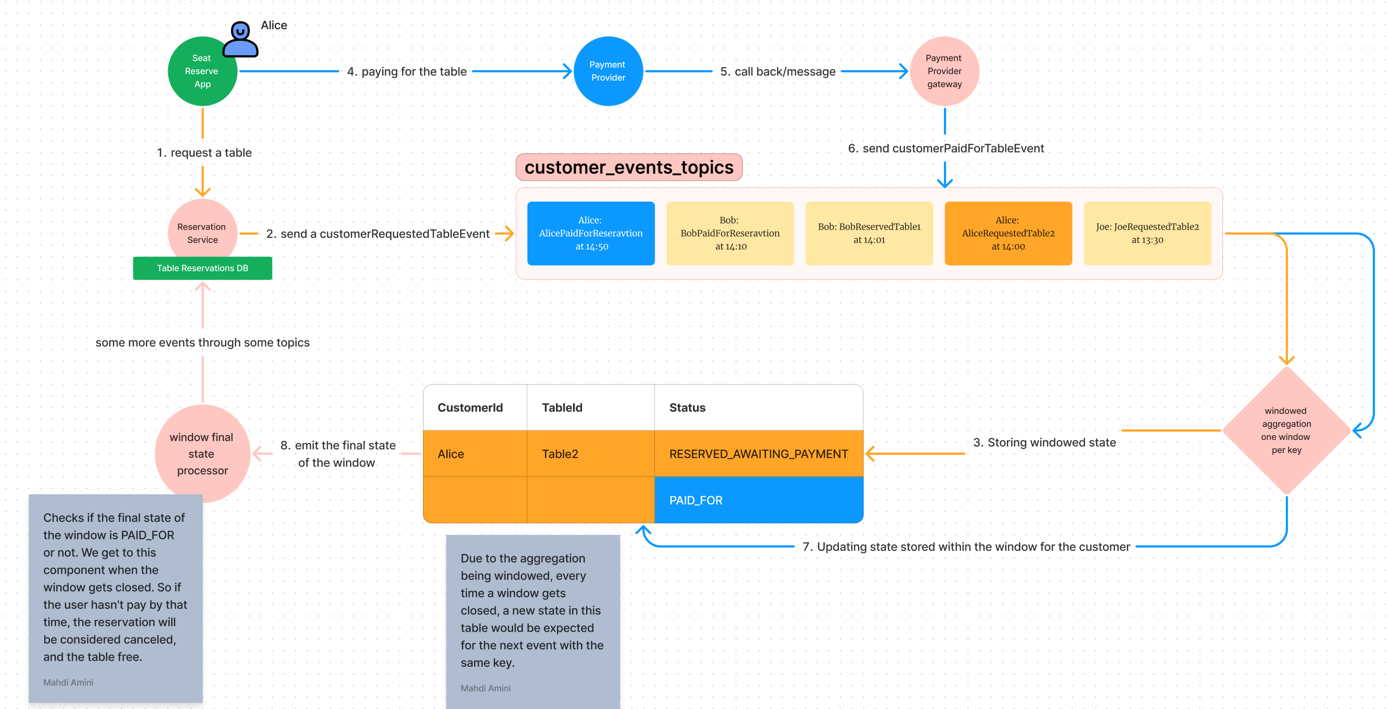 Alice
Seat
Reserve
App
4. paying for the table
Payment
Provider
5. call back/message
Payment
Provider
gateway
1. request a table
6. send customerPaidForTableEvent
customer_events_topics
Reservation
Service
Table Reservations DB
2. send a customerRequestedTableEvent
Alice:
AlicePaidForReseravtion
at 14:50
Bob:
BobPaidForReseravtion
at 14:10
Bob: BobReservedTable1
at 14:01
Alice:
AliceRequestedTable2
at 14:00
Joe: JoeRequestedTable2
at 13:30
some more events through some topics
windowed
aggregation
one window
per key
CustomerId
TableId
Status
Alice
Table2
RESERVED_AWAITING_PAYMENT
PAID_FOR
3. Storing windowed state
window final
state
processor
8. emit the final state
of the window
7. Updating state stored within the window for the customer
Checks if the final state of
the window is PAID_FOR
or not. We get to this
component when the
window gets closed. So if
the user hasn't pay by that
time, the reservation will
be considered canceled,
and the table free.
Mahdi Amini
Due to the aggregation
being windowed, every
time a window gets
closed, a new state in this
table would be expected
for the next event with the
same key.
Mahdi Amini